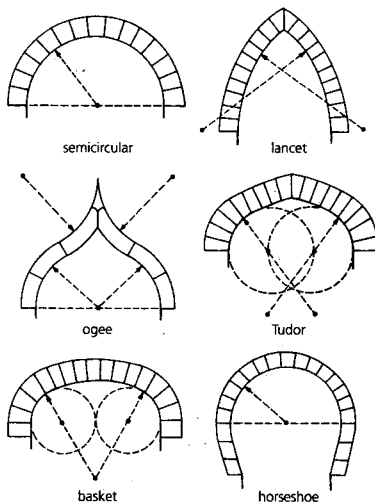 semicircular
lancet
ogee
Tudor
basket
horseshoe